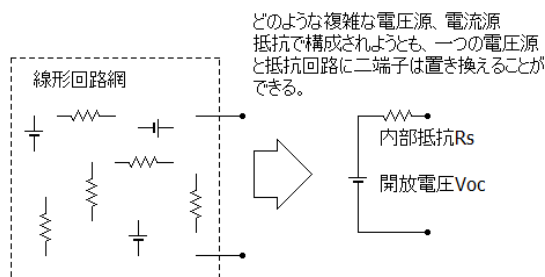 どのような複雑な電圧源、電流源
抵抗で構成されようとも、一つの電圧源
と抵抗回路に二端子は置き換えることが
できる。
線形回路網
内部抵抗Rs
開放電圧Voc